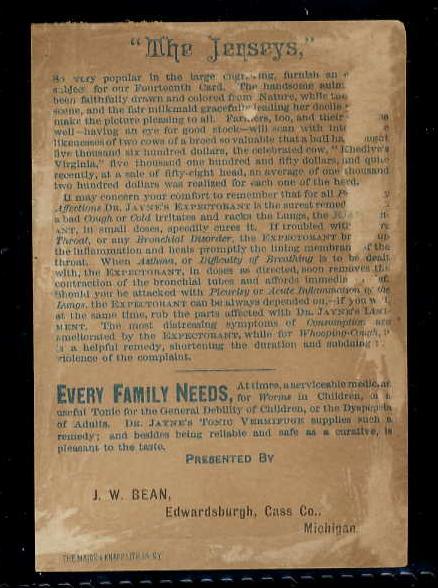 "The Jerseys,"
So very popular in the large engraving, furnish an
subject for our Fourteenth Card. The handsome
been faithfully drawn and colored from Nature, while the
scene, and the fair milkmaid gracefully leading her docile
make the picture pleasing to all. Farmers, too, and their
well—having an eye for good stock—will scan with
likenesses of two cows of a breed so valuable that a bull has
five thousand six hundred dollars, the celebrated cow, "Khedive's
Virginia," five thousand one hundred and fifty dollars, and quite
recently, at a sale of fifty-eight head, an average of one thousand
two hundred dollars was realized for each one of the herd.
It may concern your comfort to remember that for all
Affections DR. JAYNE'S EXPECTORANT is the surest
a bad Cough or Cold irritates and racks the Lungs, the
ANT, in small doses, speedily cures it. If troubled with
Throat, or any Bronchial Disorder, the EXPECTORANT
the inflammation and heals promptly the lining membrane of the
throat. When Asthma, or Difficulty of Breathing is to be dealt
with, the EXPECTORANT, in doses as directed, soon removes the
contraction of the bronchial tubes and affords
Should you be attacked with Pleurisy or Acute Inflammation of the
Lungs, the EXPECTORANT can be always depended on,—if you
at the same time, rub the parts affected with DR. JAYNE'S LINI-
MENT. The most distressing symptoms of Consumption are
ameliorated by the EXPECTORANT, while for Whooping-Cough,
is a helpful remedy, shortening the duration and subduing
violence of the complaint.
EVERY FAMILY NEEDS, At times, a serviceable medicine,
for Worms in Children, or a
useful Tonic for the General Debility of Children, or the Dyspepsia
of Adults. DR. JAYNE'S TONIC VERMIFUGE supplies such a
remedy; and besides being reliable and safe as a curative, is
pleasant to the taste.
PRESENTED BY
J. W. BEAN,
Edwardsburgh, Cass Co.,
Michigan.
THE MAJOR & KNAPP LITH. CO. N.Y.